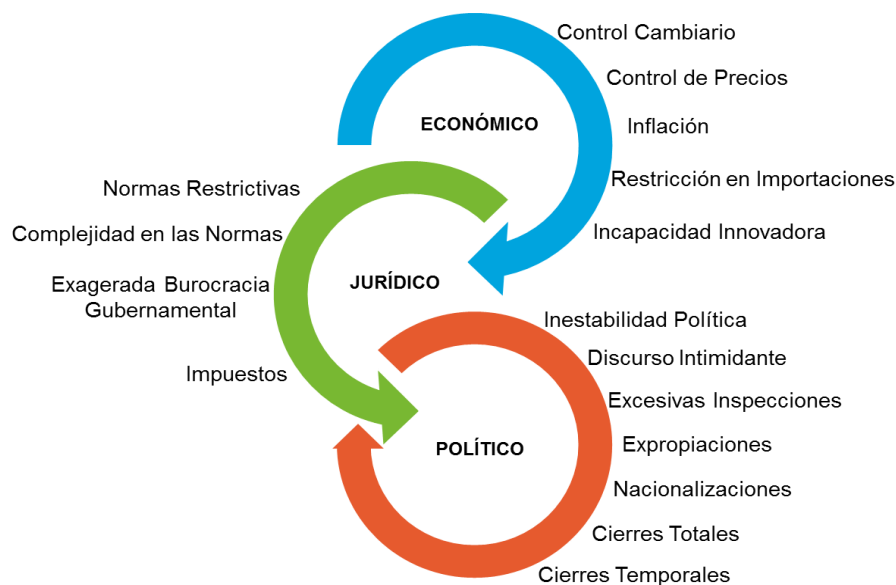 Control Cambiario
Control de Precios
ECONÓMICO
Inflación
Restricción en Importaciones
Incapacidad Innovadora
Normas Restrictivas
Complejidad en las Normas
Exagerada Burocracia
Gubernamental
JURÍDICO
Impuestos
Inestabilidad Política
Discurso Intimidante
Excesivas Inspecciones
POLÍTICO
Expropiaciones
Nacionalizaciones
Cierres Totales
Cierres Temporales